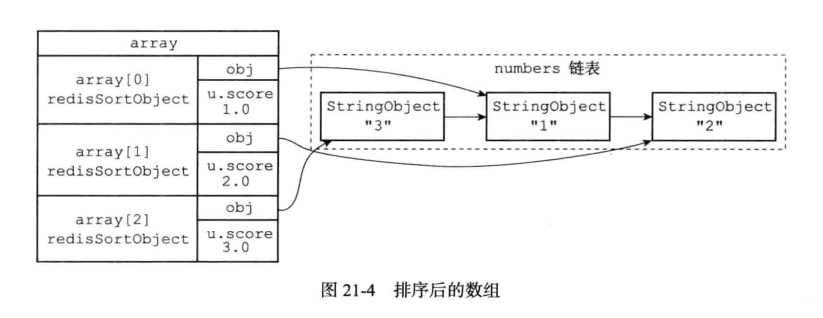 array
array[0]
redisSortObject
obj
u.score
1.0
array[1]
redisSortObject
obj
u.score
2.0
array[2]
redisSortObject
obj
u.score
3.0
numbers 链表
StringObject
"3"
StringObject
"1"
StringObject
"2"
图 21-4 排序后的数组